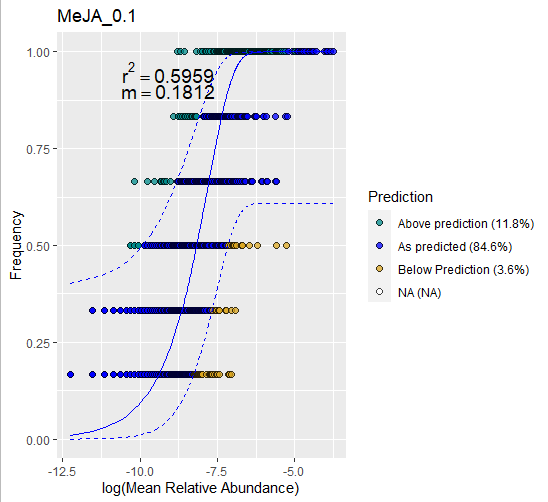 MeJA_0.1
1.00
0.75
0.50
0.25
0.00
Frequency
r² = 0.5959
m = 0.1812
-12.5 -10.0 -7.5 -5.0
log(Mean Relative Abundance)
Prediction
Above prediction (11.8%)
As predicted (84.6%)
Below Prediction (3.6%)
NA (NA)